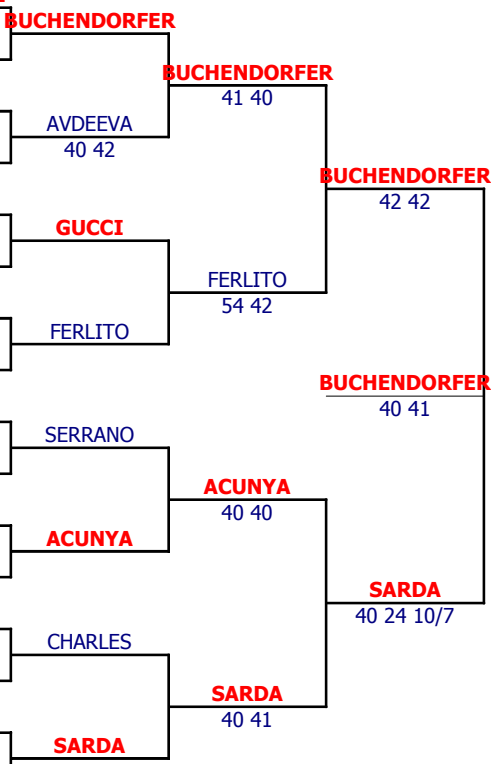 BUCHENDORFER
BUCHENDORFER
41 40
AVDEEVA
40 42
BUCHENDORFER
42 42
GUCCI
FERLITO
54 42
FERLITO
BUCHENDORFER
40 41
SERRANO
ACUNYA
40 40
ACUNYA
SARDA
40 24 10/7
CHARLES
SARDA
40 41
SARDA